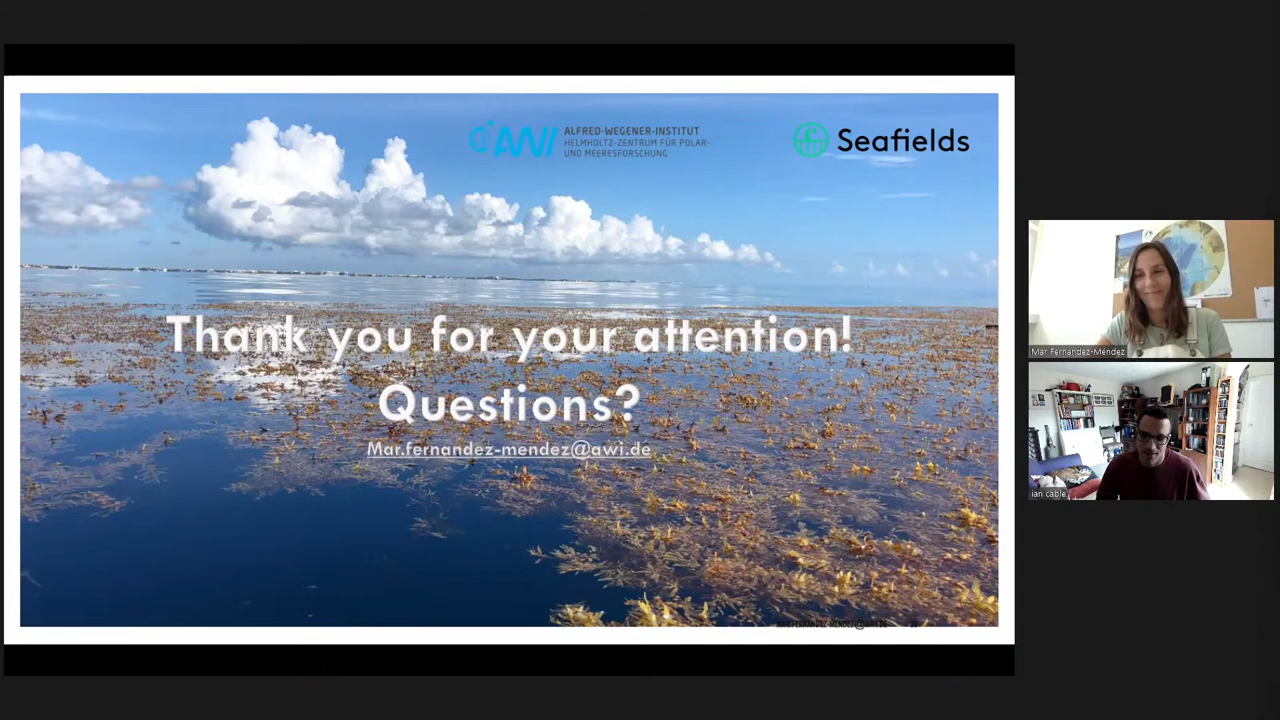 AWI
ALFRED-WEGENER-INSTITUT
HELMHOLTZ-ZENTRUM FÜR POLAR-
UND MEERESFORSCHUNG
Seafields
Thank you for your attention!
Questions?
Mar.fernandez-mendez@awi.de
Mar Fernandez-Méndez
ian cable